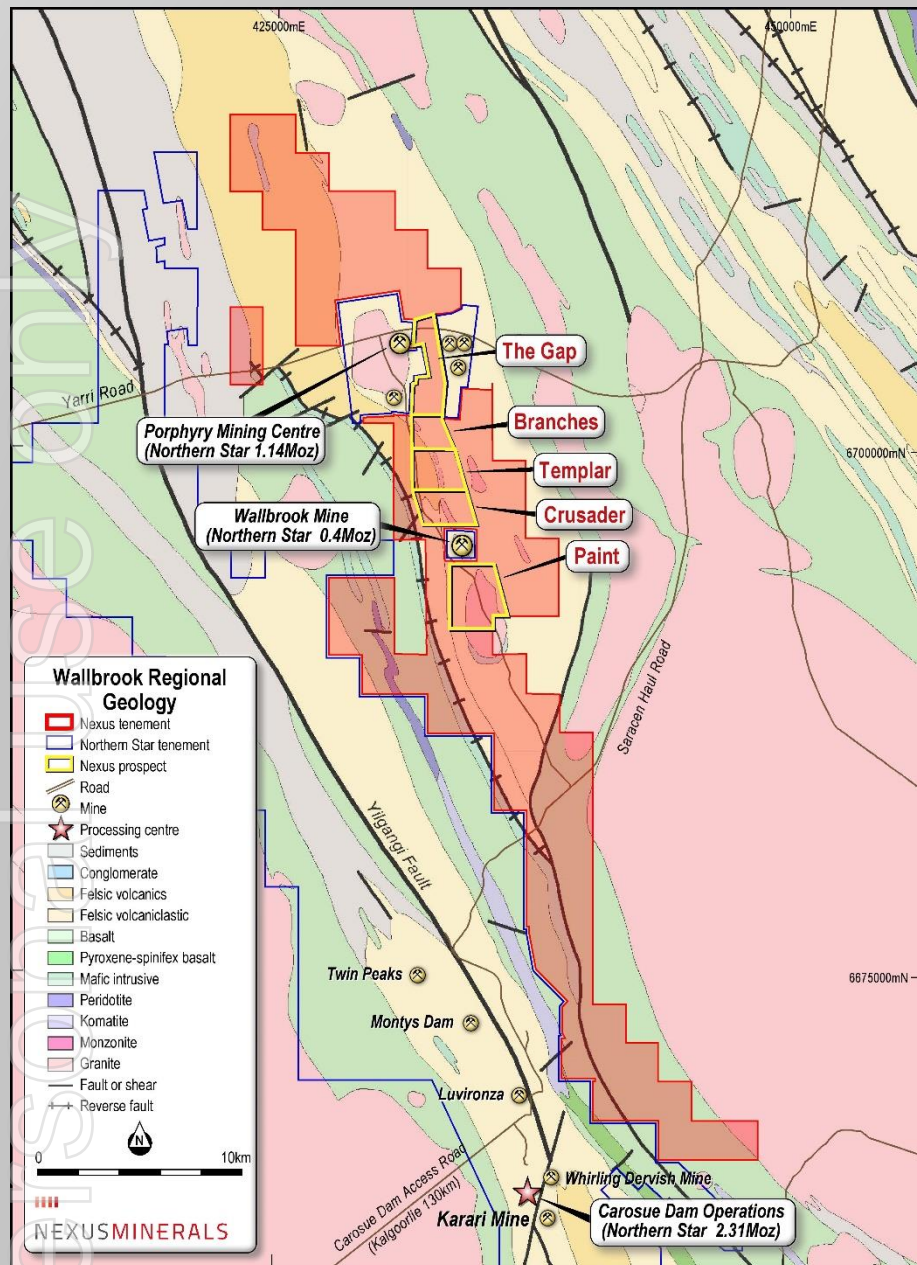 425000mE
450000mE
The Gap
Yarri Road
Branches
Porphyry Mining Centre
(Northern Star 1.14Moz)
6700000mN
Templar
Wallbrook Mine
(Northern Star 0.4Moz)
Crusader
Paint
Saracen Haul Road
Wallbrook Regional
Geology
Nexus tenement
Northern Star tenement
Nexus prospect
Road
Mine
Processing centre
Sediments
Conglomerate
Felsic volcanics
Felsic volcaniclastic
Basalt
Pyroxene-spinifex basalt
Mafic intrusive
Peridotite
Komatite
Monzonite
Granite
Fault or shear
Reverse fault
N
0 10km
NEXUSMINERALS
Yilgangi Fault
Twin Peaks
6675000mN
Montys Dam
Luvironza
Carosue Dam Access Road
(Kalgoorlie 130km)
Whirling Dervish Mine
Karari Mine
Carosue Dam Operations
(Northern Star 2.31Moz)
ersonal use only